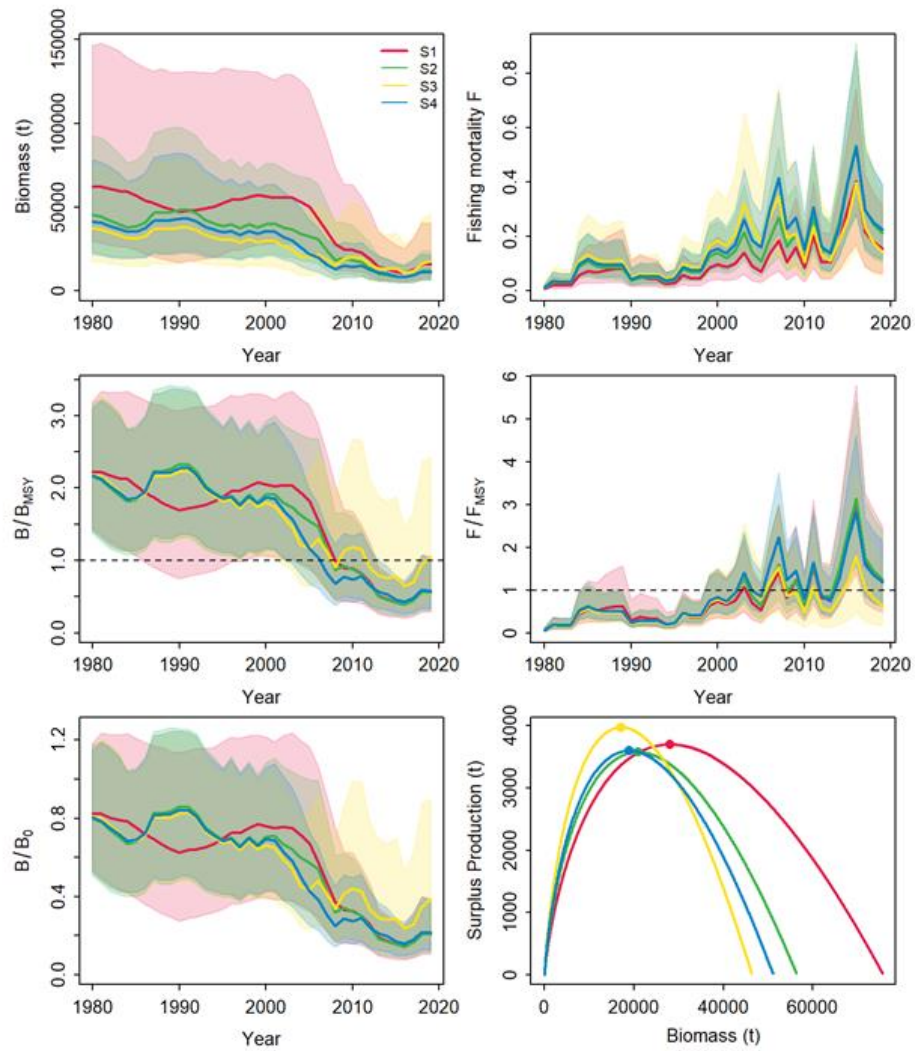 Biomass (t)
150000
100000
50000
0
S1
S2
S3
S4
1980 1990 2000 2010 2020
Year
Fishing mortality F
0.8
0.6
0.4
0.2
0.0
1980 1990 2000 2010 2020
Year
B/B_MSY
3.0
2.0
1.0
0.0
1980 1990 2000 2010 2020
Year
F/F_MSY
6
5
4
3
2
1
0
1980 1990 2000 2010 2020
Year
B/B_0
1.2
0.8
0.4
0.0
1980 1990 2000 2010 2020
Year
Surplus Production (t)
4000
3000
2000
1000
0
0 20000 40000 60000
Biomass (t)